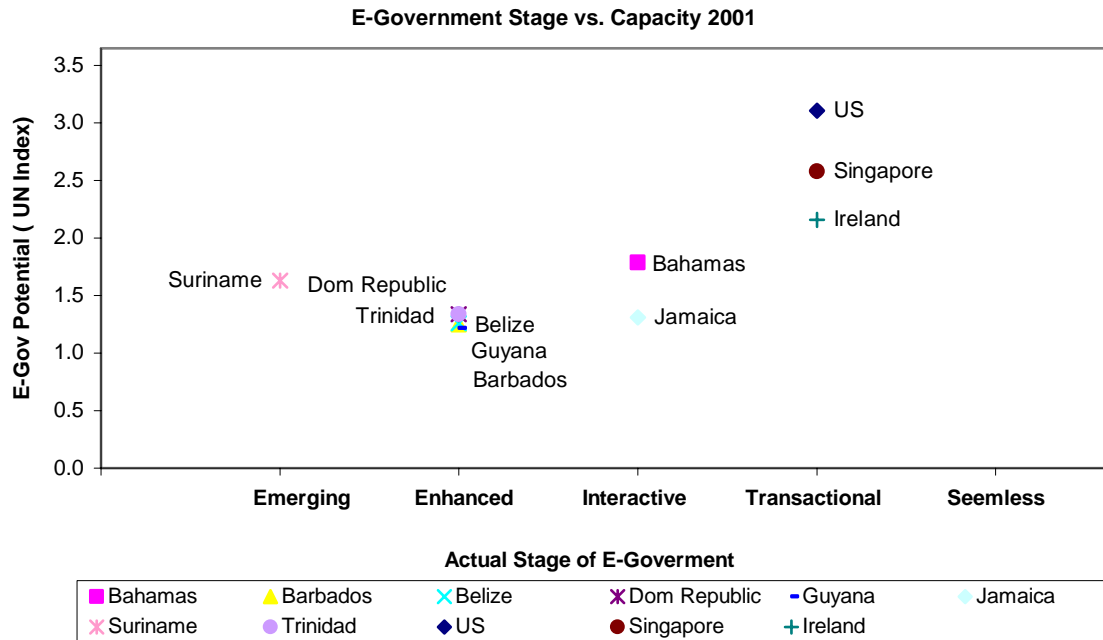 E-Government Stage vs. Capacity 2001
E-Gov Potential ( UN Index)
3.5
3.0
2.5
2.0
1.5
1.0
0.5
0.0
US
Singapore
Ireland
Bahamas
Suriname
Dom Republic
Trinidad
Belize
Jamaica
Guyana
Barbados
Emerging Enhanced Interactive Transactional Seemless
Actual Stage of E-Goverment
Bahamas Barbados Belize Dom Republic Guyana Jamaica
Suriname Trinidad US Singapore Ireland